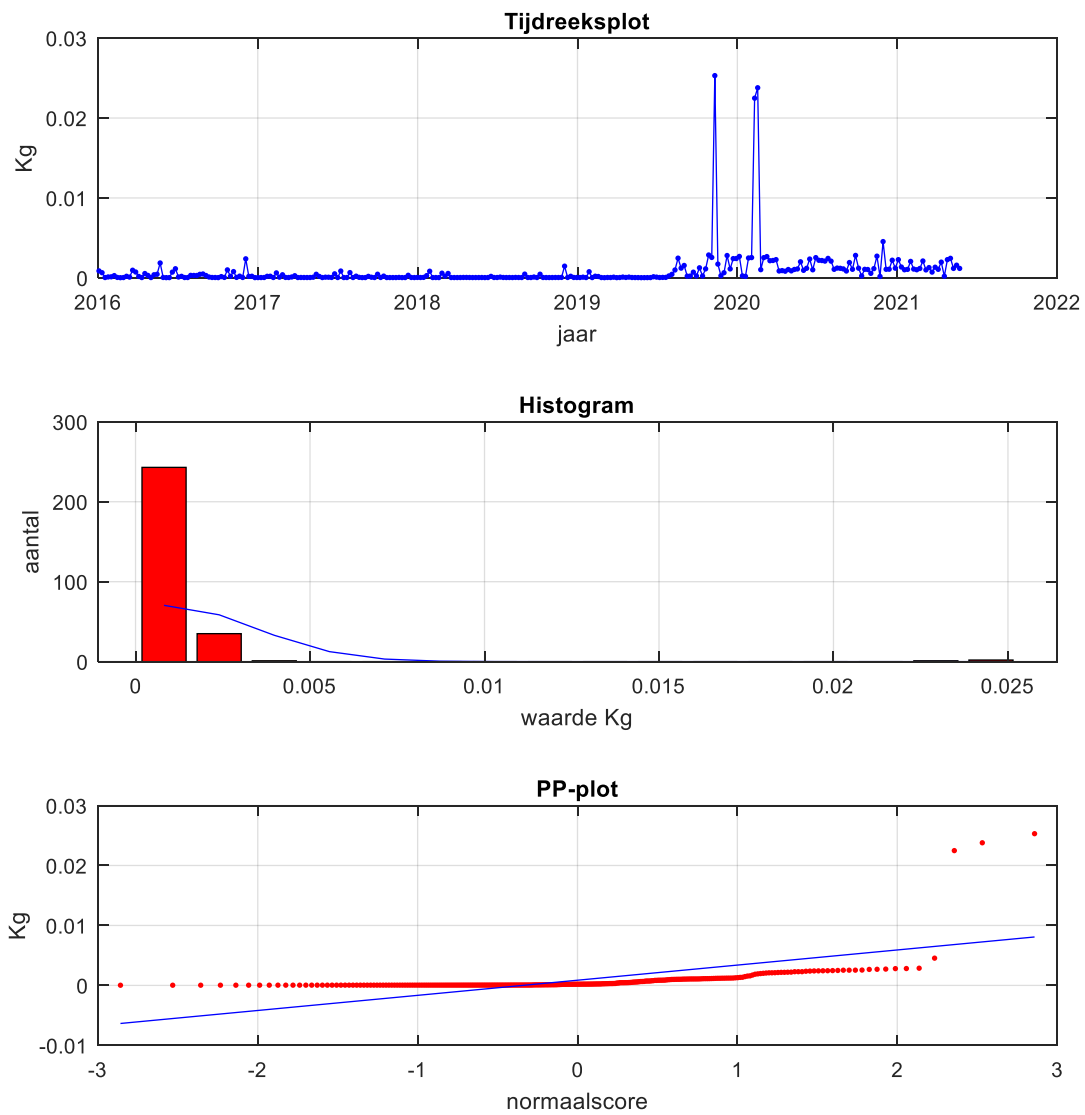 Tijdreeksplot
0.03
0.02
0.01
0
Kg
2016 2017 2018 2019 2020 2021 2022
jaar
Histogram
300
200
100
0
aantal
0 0.005 0.01 0.015 0.02 0.025
waarde Kg
PP-plot
0.03
0.02
0.01
0
-0.01
Kg
-3 -2 -1 0 1 2 3
normaalscore